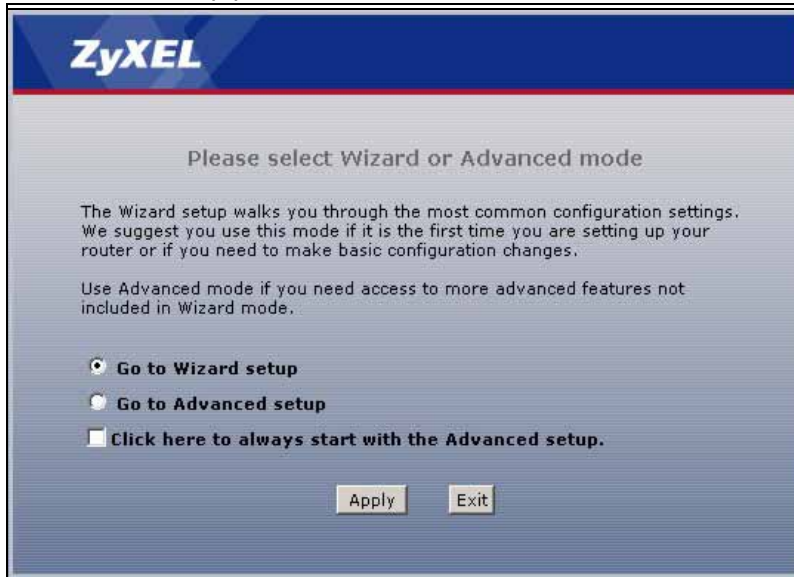 ZyXEL
Please select Wizard or Advanced mode
The Wizard setup walks you through the most common configuration settings.
We suggest you use this mode if it is the first time you are setting up your
router or if you need to make basic configuration changes.
Use Advanced mode if you need access to more advanced features not
included in Wizard mode.
Go to Wizard setup
Go to Advanced setup
Click here to always start with the Advanced setup.
Apply
Exit